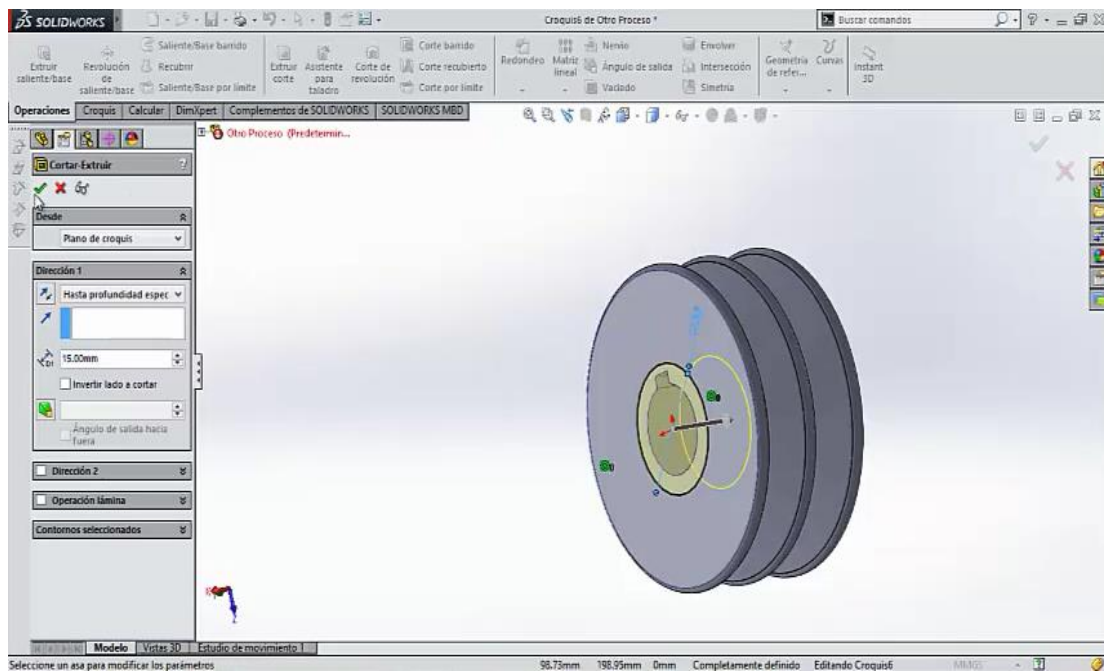 SOLIDWORKS
Croquis6 de Otro Proceso *
Buscar comandos
Extruir saliente/base
Revolución de saliente/base
Saliente/Base barrido
Recubrir
Saliente/Base por límite
Extruir corte
Asistente para taladro
Corte de revolución
Corte barrido
Corte recubierto
Corte por límite
Redondeo
Matriz lineal
Nervio
Ángulo de salida
Vaciado
Envolver
Intersección
Simetría
Geometría de refer...
Curvas
Instant 3D
Operaciones
Croquis
Calcular
DimXpert
Complementos de SOLIDWORKS
SOLIDWORKS MBD
Otro Proceso (Predetermin...
Cortar-Extruir
?
Desde
Plano de croquis
Dirección 1
Hasta profundidad espec
D1
15.00mm
Invertir lado a cortar
Ángulo de salida hacia
fuera
Dirección 2
Operación lámina
Contornos seleccionados
Z
Modelo
Vistas 3D
Estudio de movimiento 1
Seleccione un asa para modificar los parámetros
98.73mm
198.95mm
0mm
Completamente definido
Editando Croquis6
MMGS